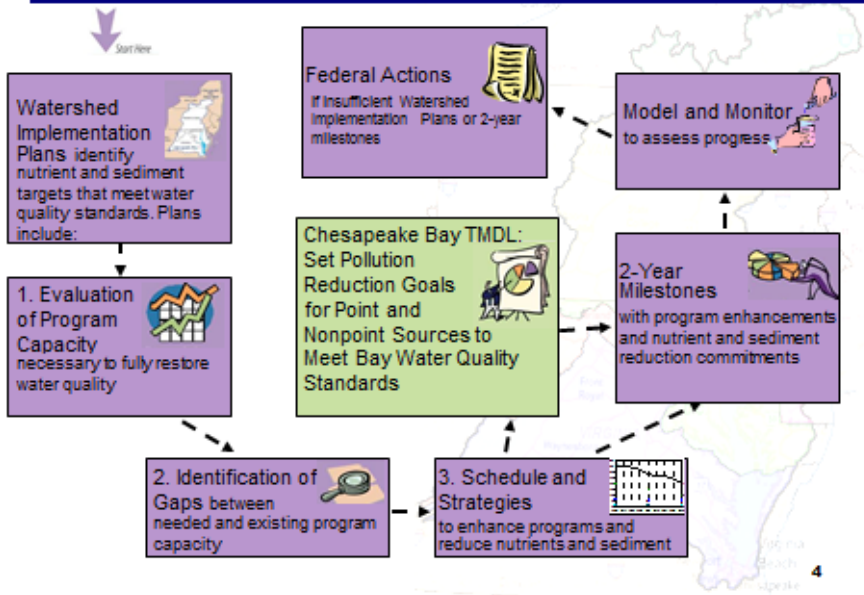 Start Here
Watershed
Implementation
Plans identify
nutrient and sediment
targets that meet water
quality standards. Plans
include:
1. Evaluation
of Program
Capacity
necessary to fully restore
water quality
2. Identification of
Gaps between
needed and existing program
capacity
3. Schedule and
Strategies
to enhance programs and
reduce nutrients and sediment
Chesapeake Bay TMDL:
Set Pollution
Reduction Goals
for Point and
Nonpoint Sources to
Meet Bay Water Quality
Standards
2-Year
Milestones
with program enhancements
and nutrient and sediment
reduction commitments
Model and Monitor
to assess progress
Federal Actions
If Insufficient Watershed
Implementation Plans or 2-year
milestones
Virginia
Beach
4